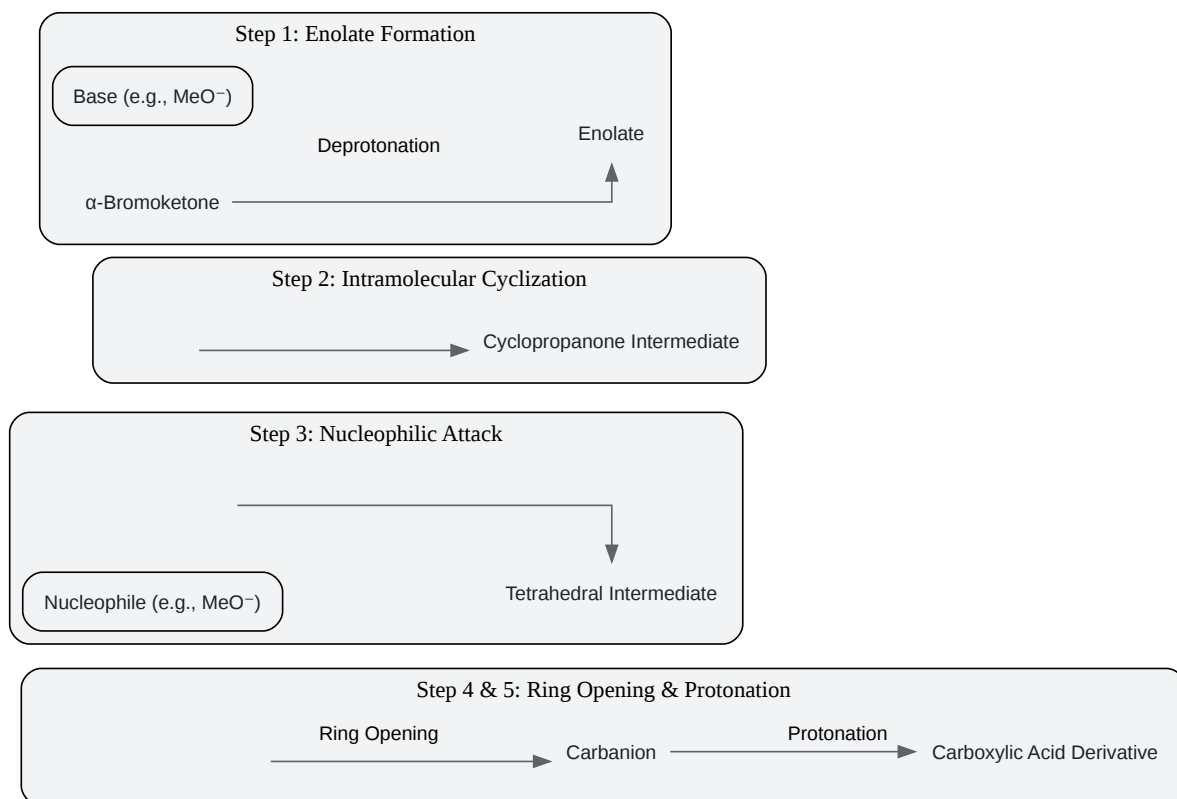 Step 1: Enolate Formation
Base (e.g., MeO⁻)
Deprotonation
Enolate
α-Bromoketone
Step 2: Intramolecular Cyclization
Cyclopropanone Intermediate
Step 3: Nucleophilic Attack
Nucleophile (e.g., MeO⁻)
Tetrahedral Intermediate
Step 4 & 5: Ring Opening & Protonation
Ring Opening
Carbanion
Protonation
Carboxylic Acid Derivative